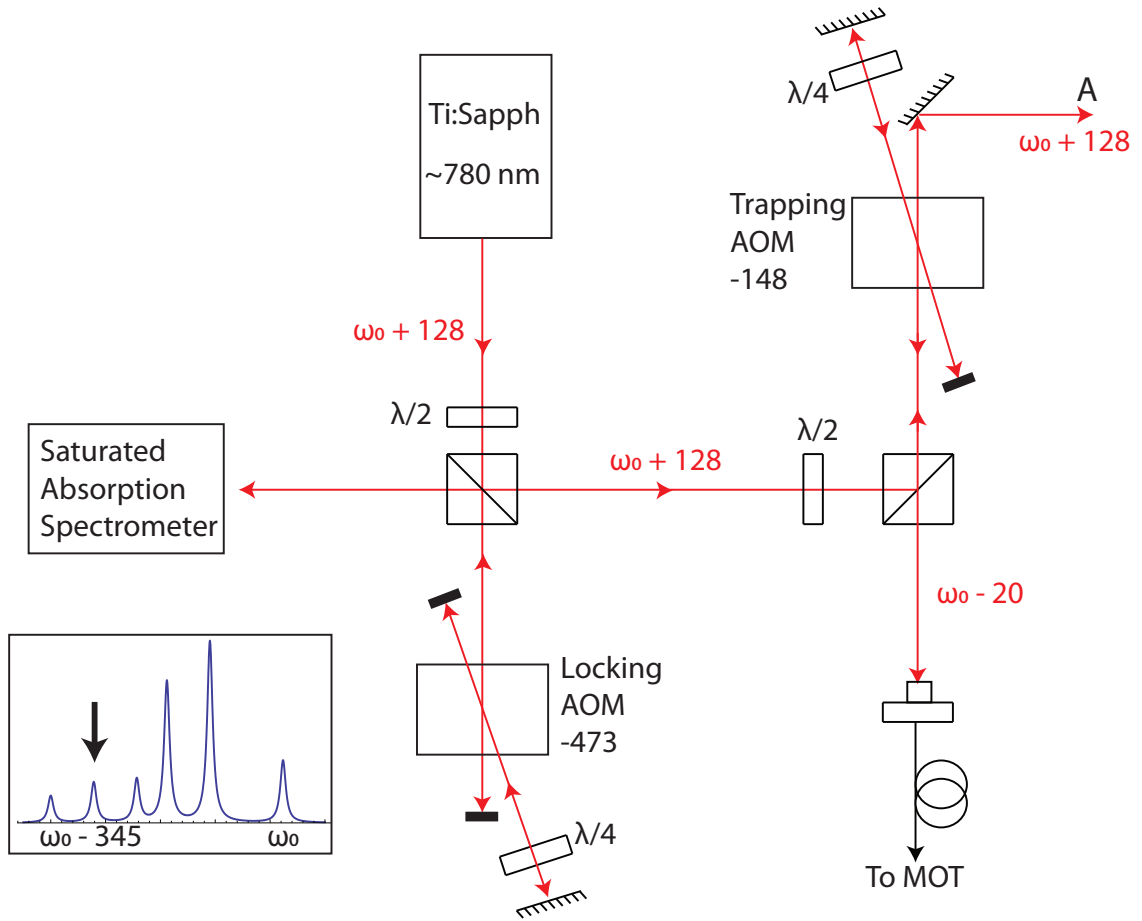 Ti:Sapph
~780 nm
λ/4
A
ω₀ + 128
Trapping
AOM
-148
ω₀ + 128
λ/2
λ/2
ω₀ + 128
Saturated
Absorption
Spectrometer
ω₀ - 20
Locking
AOM
-473
ω₀ - 345
ω₀
λ/4
To MOT